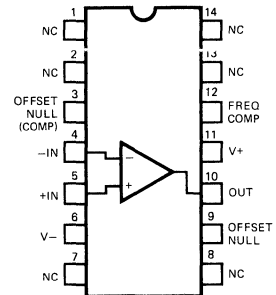 1
NC
2
NC
3
OFFSET
NULL
(COMP)
4
−IN
5
+IN
6
V−
7
NC
−
+
14
NC
13
NC
12
FREQ
COMP
11
V+
10
OUT
9
OFFSET
NULL
8
NC